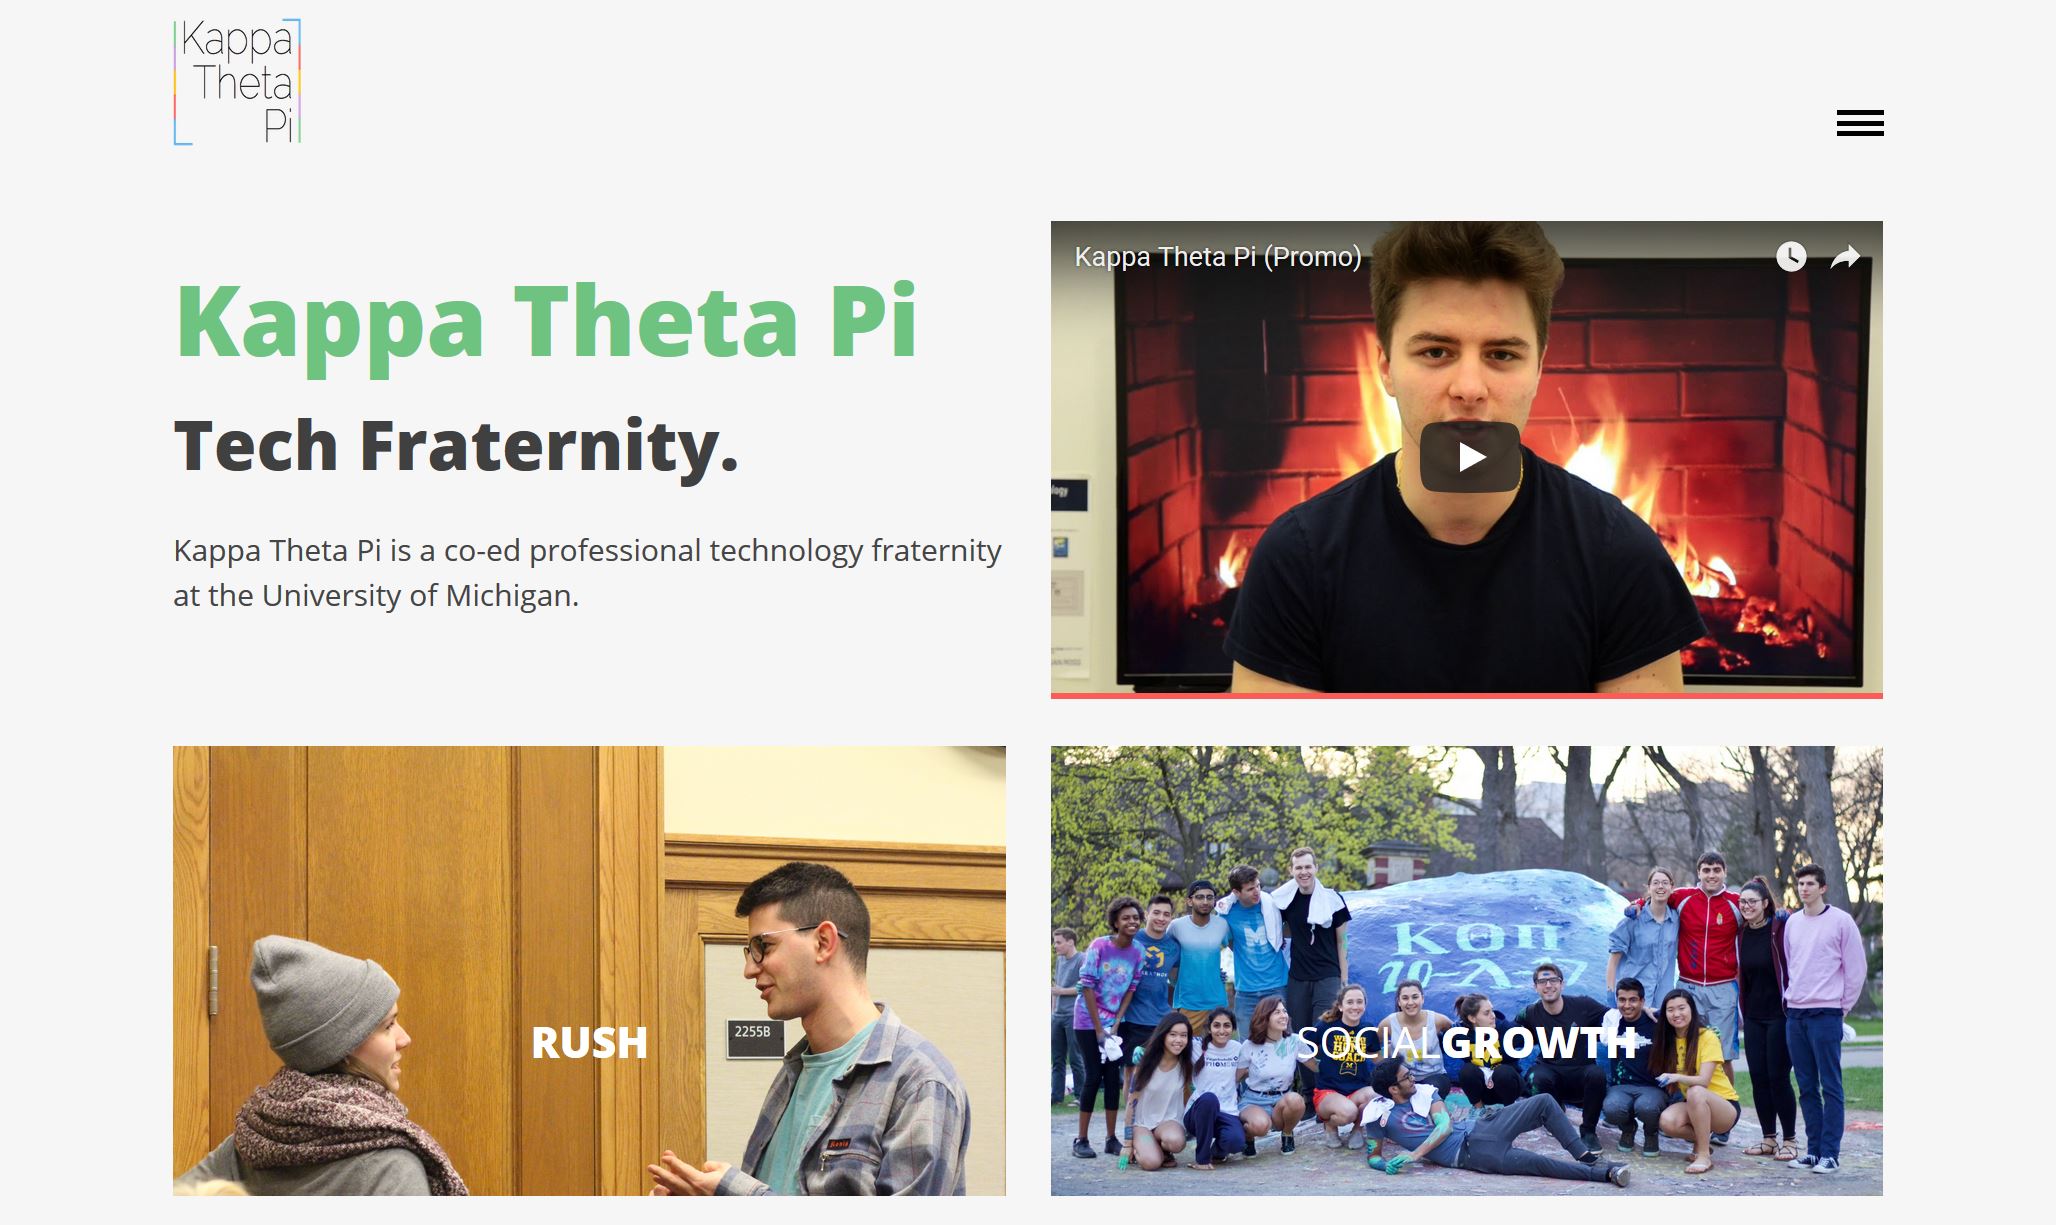 Kappa
Theta
Pi
Kappa Theta Pi
Tech Fraternity.
Kappa Theta Pi is a co-ed professional technology fraternity
at the University of Michigan.
Kappa Theta Pi (Promo)
RUSH
2255B
ΚΘΠ
SOCIALGROWTH